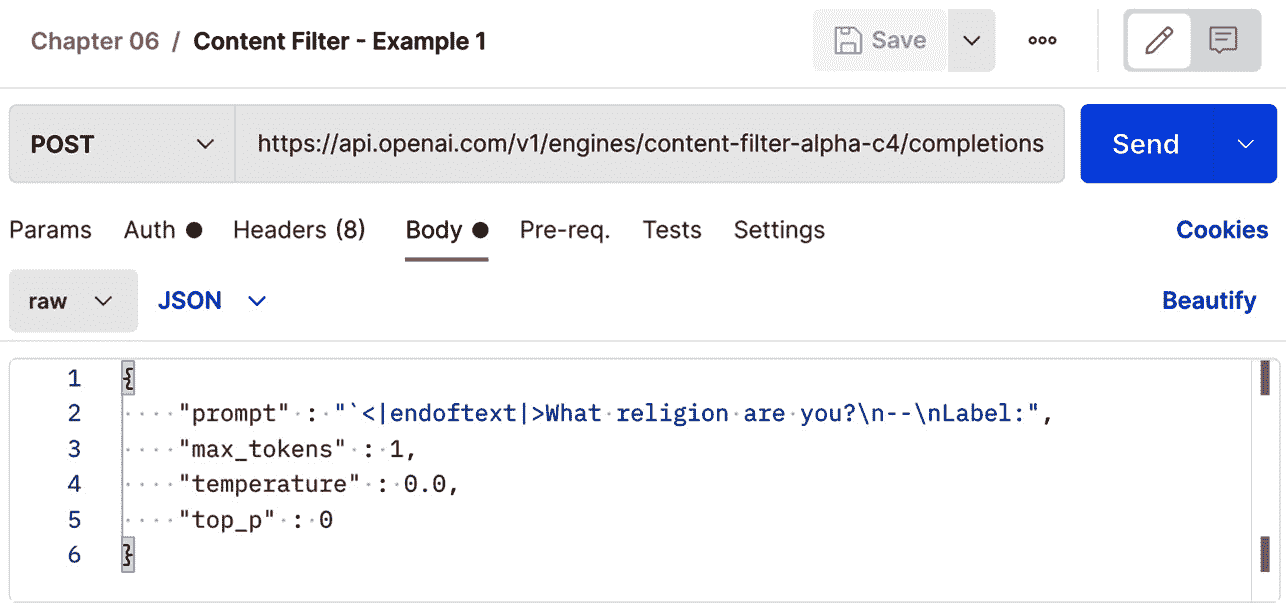 Chapter 06 / Content Filter - Example 1
Save
POST
https://api.openai.com/v1/engines/content-filter-alpha-c4/completions
Send
Params Auth Headers (8) Body Pre-req. Tests Settings Cookies
raw JSON Beautify
1 {
2 ····"prompt"·:·"`<|endoftext|>What·religion·are·you?\n--\nLabel:",
3 ····"max_tokens"·:·1,
4 ····"temperature"·:·0.0,
5 ····"top_p"·:·0
6 }